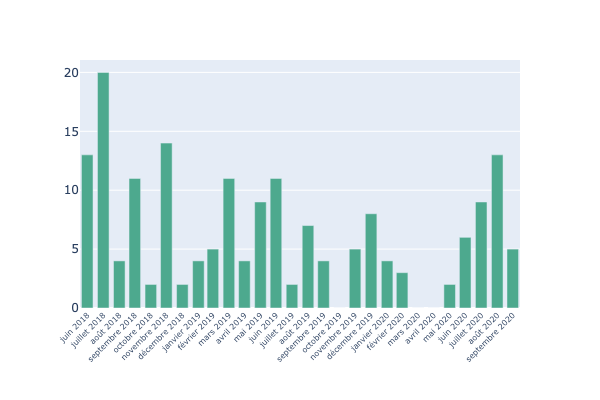 20
15
10
5
0
juin 2018
juillet 2018
août 2018
septembre 2018
octobre 2018
novembre 2018
décembre 2018
janvier 2019
février 2019
mars 2019
avril 2019
mai 2019
juin 2019
juillet 2019
août 2019
septembre 2019
octobre 2019
novembre 2019
décembre 2019
janvier 2020
février 2020
mars 2020
avril 2020
mai 2020
juin 2020
juillet 2020
août 2020
septembre 2020